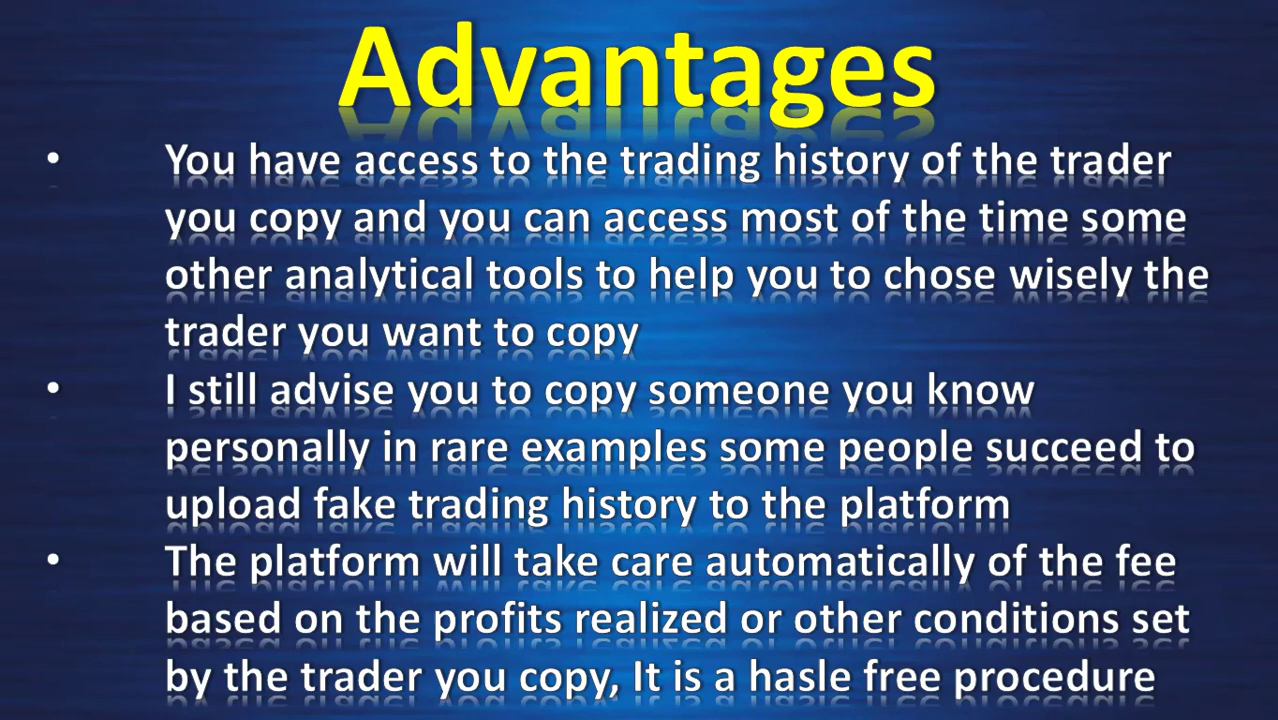 Advantages
• You have access to the trading history of the trader
you copy and you can access most of the time some
other analytical tools to help you to chose wisely the
trader you want to copy
• I still advise you to copy someone you know
personally in rare examples some people succeed to
upload fake trading history to the platform
• The platform will take care automatically of the fee
based on the profits realized or other conditions set
by the trader you copy, It is a hasle free procedure